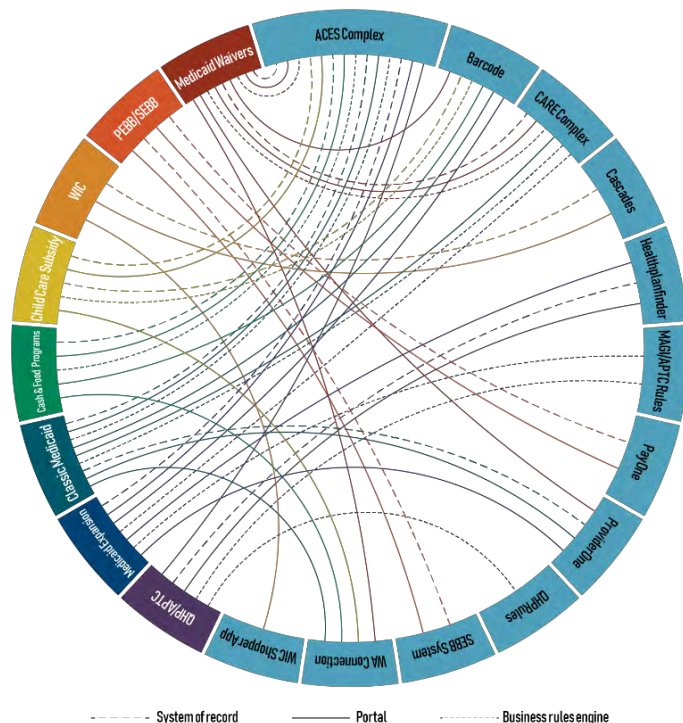 ACES Complex
Barcode
CARE Complex
Cascades
Healthplanfinder
MAGI/APTC Rules
PayOne
ProviderOne
QHP Rules
SEBB System
WA Connection
WIC Shopper App
QHP/APTC
Medicaid Expansion
Classic Medicaid
Cash & Food Programs
Child Care Subsidy
WIC
PEBB/SEBB
Medicaid Waivers
System of record
Portal
Business rules engine